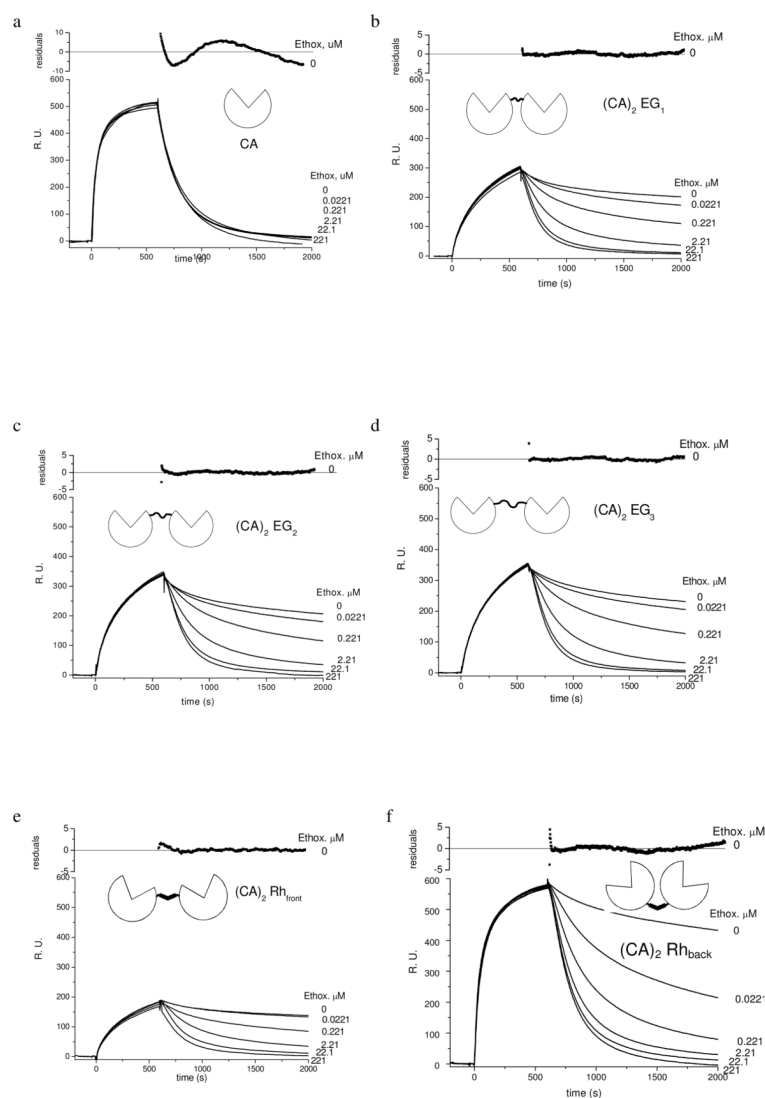 a
residuals
10
0
-10
Ethox, uM
0
CA
R. U.
600
500
400
300
200
100
0
Ethox, uM
0
0.0221
0.221
2.21
22.1
221
0 500 1000 1500 2000
time (s)
b
residuals
5
0
-5
Ethox. μM
0
(CA)2 EG1
R. U.
600
500
400
300
200
100
0
Ethox. μM
0
0.0221
0.221
2.21
22.1
221
0 500 1000 1500 2000
time (s)
c
residuals
5
0
-5
Ethox. μM
0
(CA)2 EG2
R. U.
600
500
400
300
200
100
0
Ethox. μM
0
0.0221
0.221
2.21
22.1
221
0 500 1000 1500 2000
time (s)
d
residuals
5
0
-5
Ethox. μM
0
(CA)2 EG3
R. U.
600
500
400
300
200
100
0
Ethox. μM
0
0.0221
0.221
2.21
22.1
221
0 500 1000 1500 2000
time (s)
e
residuals
5
0
-5
Ethox. μM
0
(CA)2 Rhfront
R. U.
600
500
400
300
200
100
0
Ethox. μM
0
0.0221
0.221
2.21
22.1
221
0 500 1000 1500 2000
time (s)
f
residuals
5
0
-5
Ethox. μM
0
R. U.
600
500
400
300
200
100
0
Ethox. μM
0
(CA)2 Rhback
0.0221
0.221
2.21
22.1
221
0 500 1000 1500 2000
time (s)